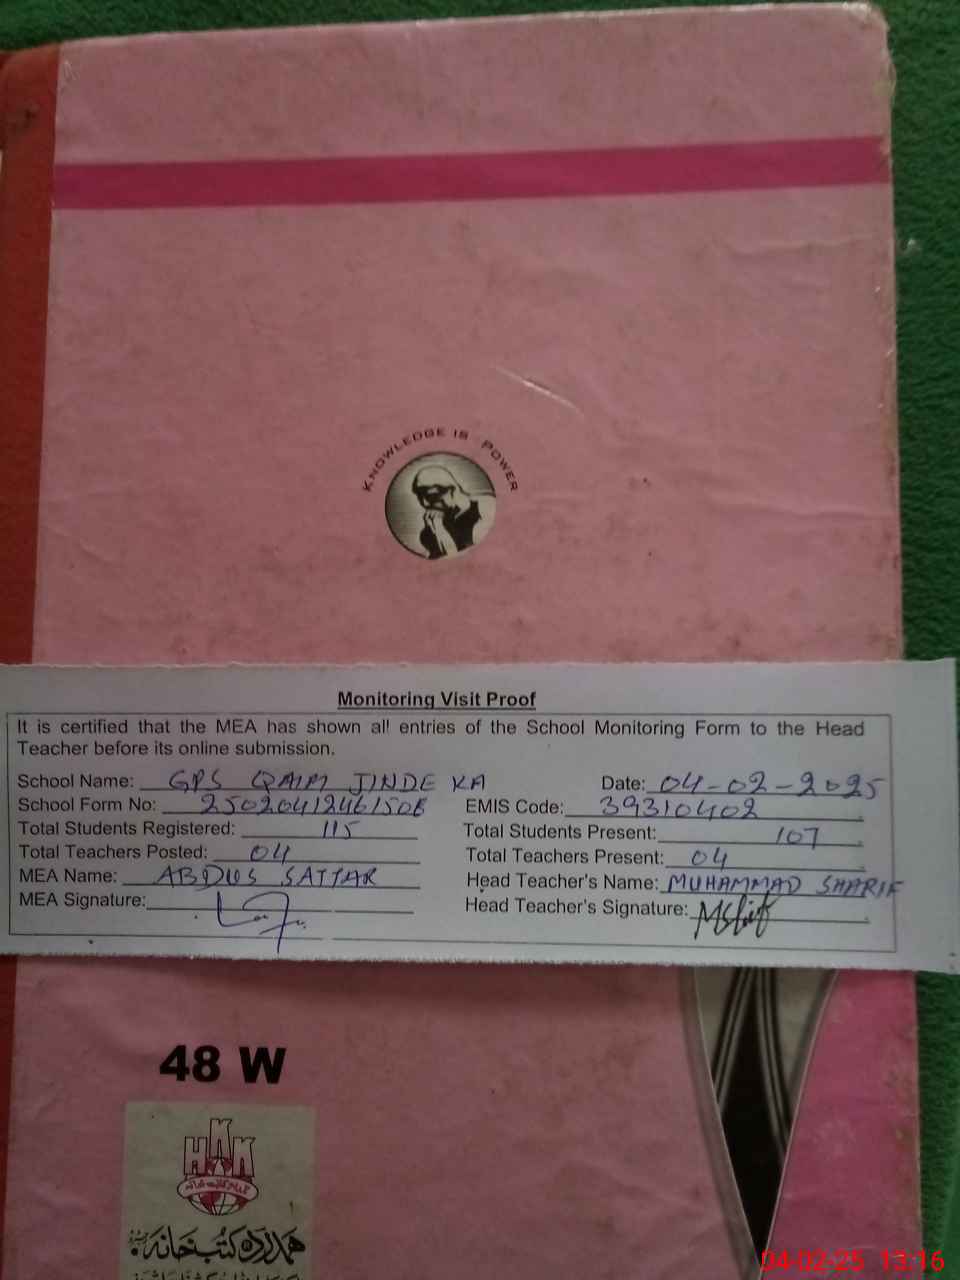 KNOWLEDGE IS POWER
Monitoring Visit Proof
It is certified that the MEA has shown all entries of the School Monitoring Form to the Head
Teacher before its online submission.
School Name: GPS QAIM JINDE KA Date: 04-02-2025
School Form No: EMIS Code: 39310402
Total Students Registered: 115 Total Students Present: 107
Total Teachers Posted: 04 Total Teachers Present: 04
MEA Name: ABDUS SATTAR Head Teacher's Name: MUHAMMAD SHARIF
MEA Signature: Head Teacher's Signature: MSharif
48 W
HKK
ہمدرد کتب خانہ
04-02-25 13:16